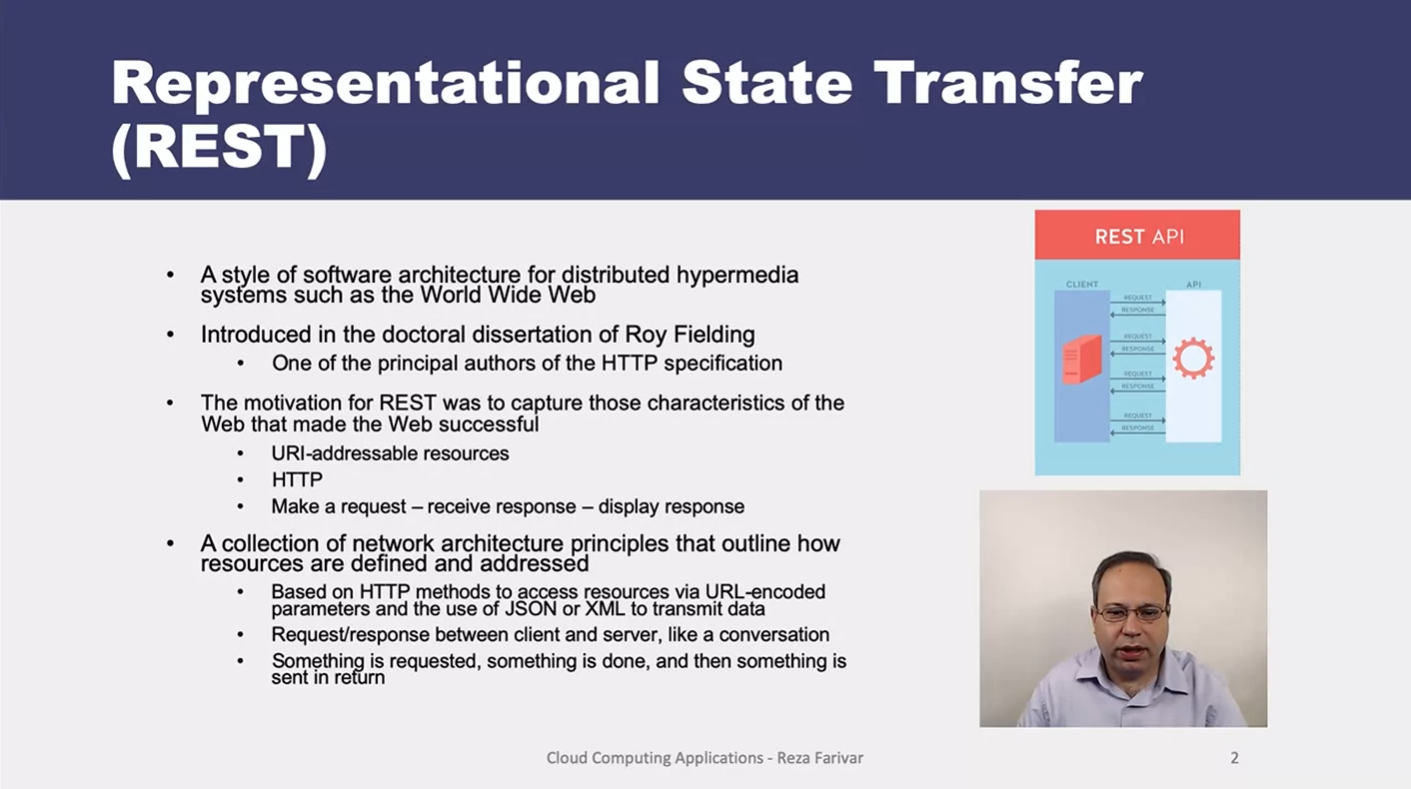 Representational State Transfer
(REST)
• A style of software architecture for distributed hypermedia
systems such as the World Wide Web
• Introduced in the doctoral dissertation of Roy Fielding
• One of the principal authors of the HTTP specification
• The motivation for REST was to capture those characteristics of the
Web that made the Web successful
• URI-addressable resources
• HTTP
• Make a request – receive response – display response
• A collection of network architecture principles that outline how
resources are defined and addressed
• Based on HTTP methods to access resources via URL-encoded
parameters and the use of JSON or XML to transmit data
• Request/response between client and server, like a conversation
• Something is requested, something is done, and then something is
sent in return
REST API
CLIENT
API
REQUEST
RESPONSE
REQUEST
RESPONSE
REQUEST
RESPONSE
REQUEST
RESPONSE
Cloud Computing Applications - Reza Farivar
2